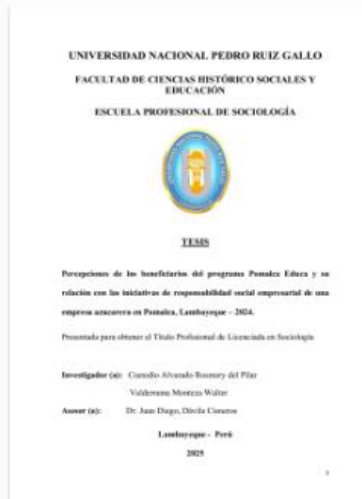 UNIVERSIDAD NACIONAL PEDRO RUIZ GALLO
FACULTAD DE CIENCIAS HISTÓRICO SOCIALES Y
EDUCACIÓN
ESCUELA PROFESIONAL DE SOCIOLOGÍA
TESIS
Percepciones de los beneficiarios del programa Pomalca Educa y su
relación con las iniciativas de responsabilidad social empresarial de una
empresa azucarera en Pomalca, Lambayeque – 2024.
Presentada para obtener el Título Profesional de Licenciada en Sociología
Investigador (a): Custodio Alvarado Rosmery del Pilar
Valderrama Monteza Walter
Asesor (a): Dr. Juan Diego, Dávila Cisneros
Lambayeque - Perú
2025